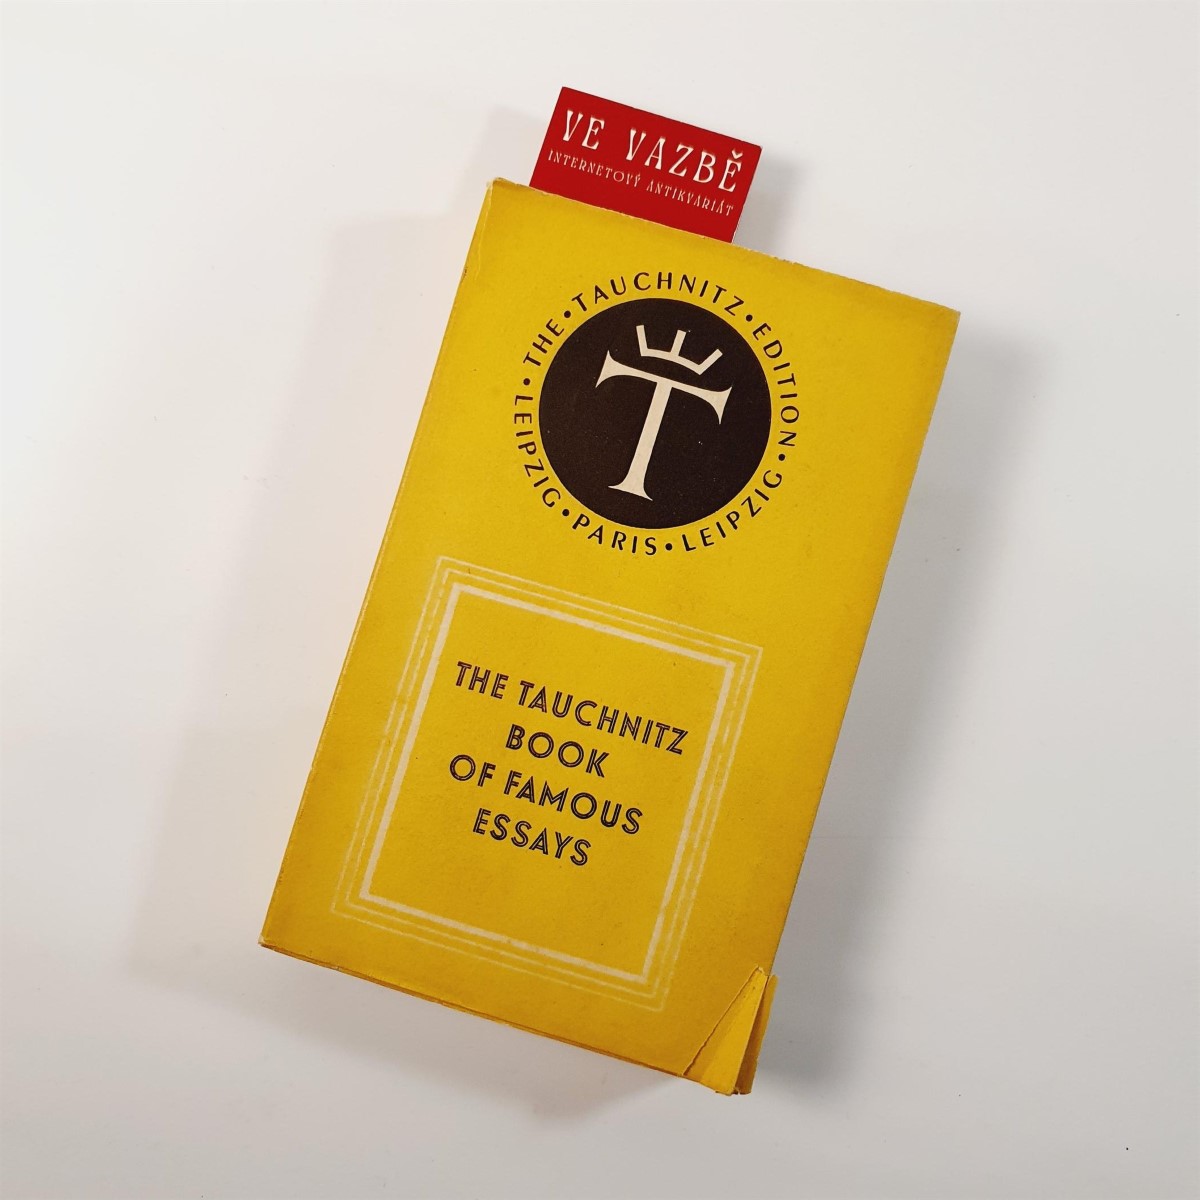 VE VAZBĚ
INTERNETOVÝ ANTIKVARIÁT
THE • TAUCHNITZ • EDITION • LEIPZIG • PARIS • LEIPZIG •
T
THE TAUCHNITZ
BOOK
OF FAMOUS
ESSAYS